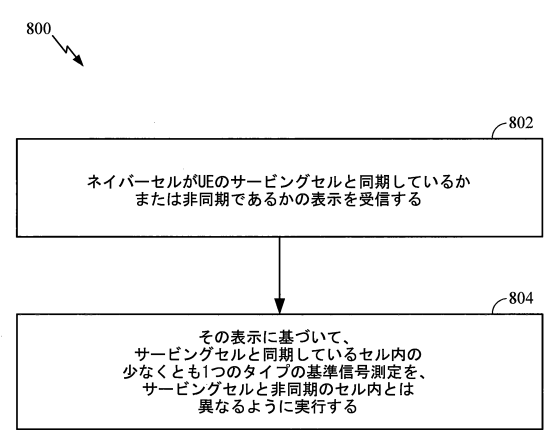 800
802
ネイバーセルがUEのサービングセルと同期しているか
または非同期であるかの表示を受信する
804
その表示に基づいて、
サービングセルと同期しているセル内の
少なくとも1つのタイプの基準信号測定を、
サービングセルと非同期のセル内とは
異なるように実行する